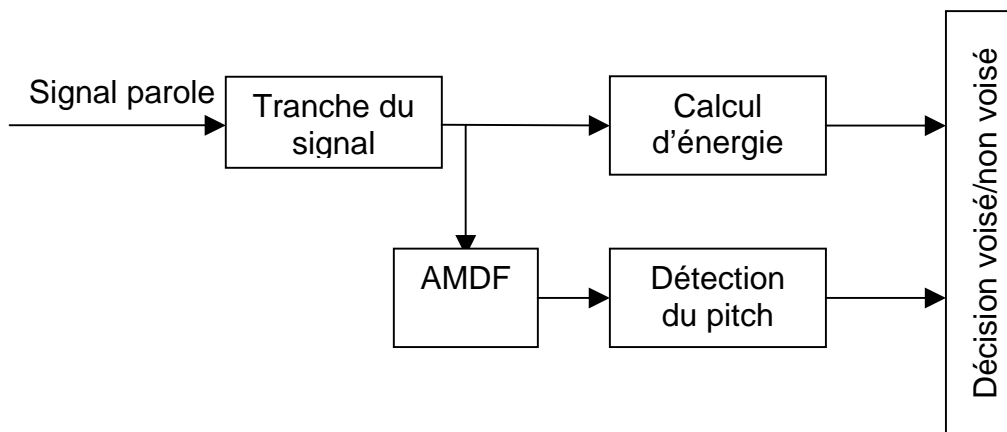 Signal parole
Tranche du
signal
Calcul
d'énergie
AMDF
Détection
du pitch
Décision voisé/non voisé